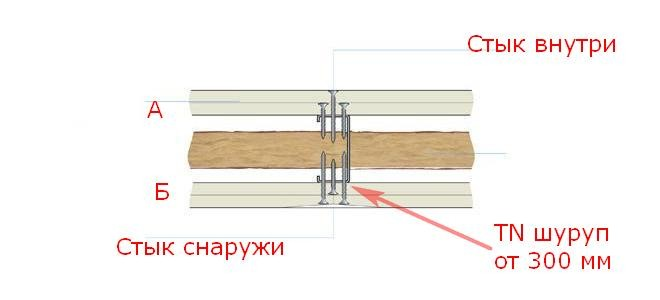 Стык внутри
А
Б
Стык снаружи
TN шуруп
от 300 мм